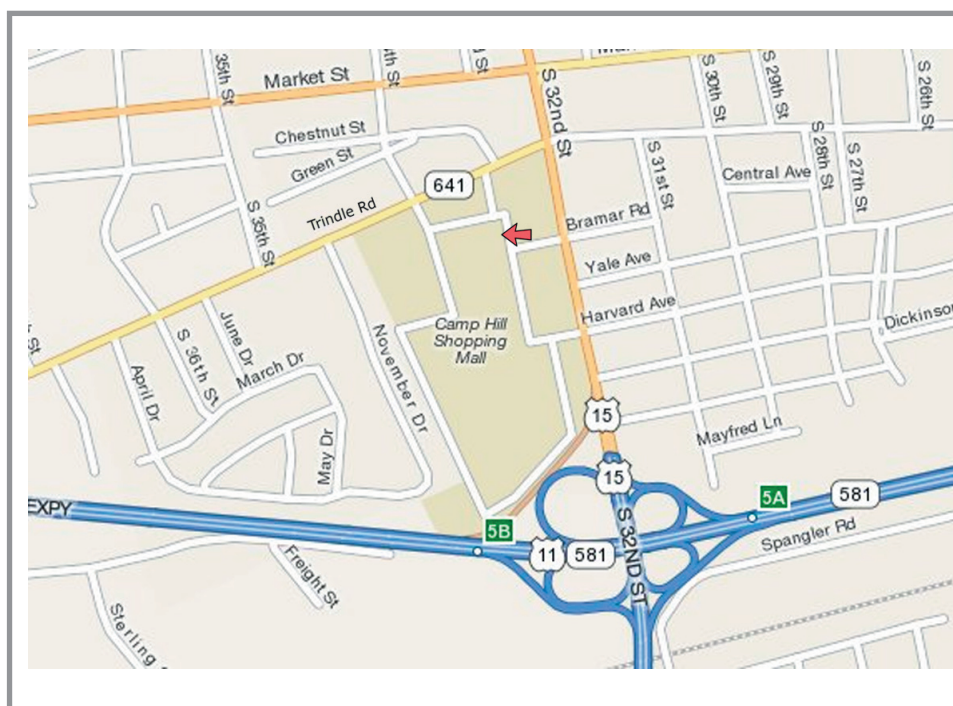 35th St
Market St
S 32nd St
S 30th St
S 29th St
S 26th St
Chestnut St
Green St
S 31st St
Central Ave
S 28th St
S 27th St
641
Trindle Rd
S 35th St
Bramar Rd
Yale Ave
Harvard Ave
Dickinson
Camp Hill
Shopping
Mall
June Dr
S 36th St
March Dr
April Dr
November Dr
May Dr
15
Mayfred Ln
15
5A
581
EXPY
5B
11
581
S 32ND ST
Spangler Rd
Freight St
Sterling